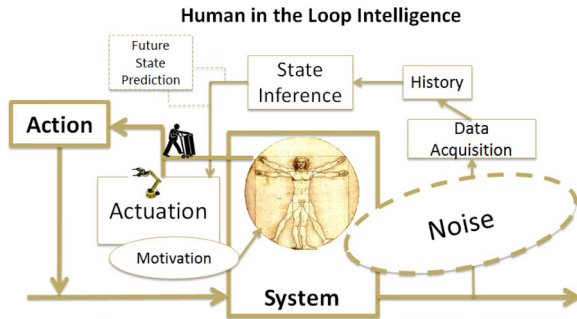 Human in the Loop Intelligence
Future
State
Prediction
State
Inference
History
Data
Acquisition
Action
Actuation
Motivation
Noise
System